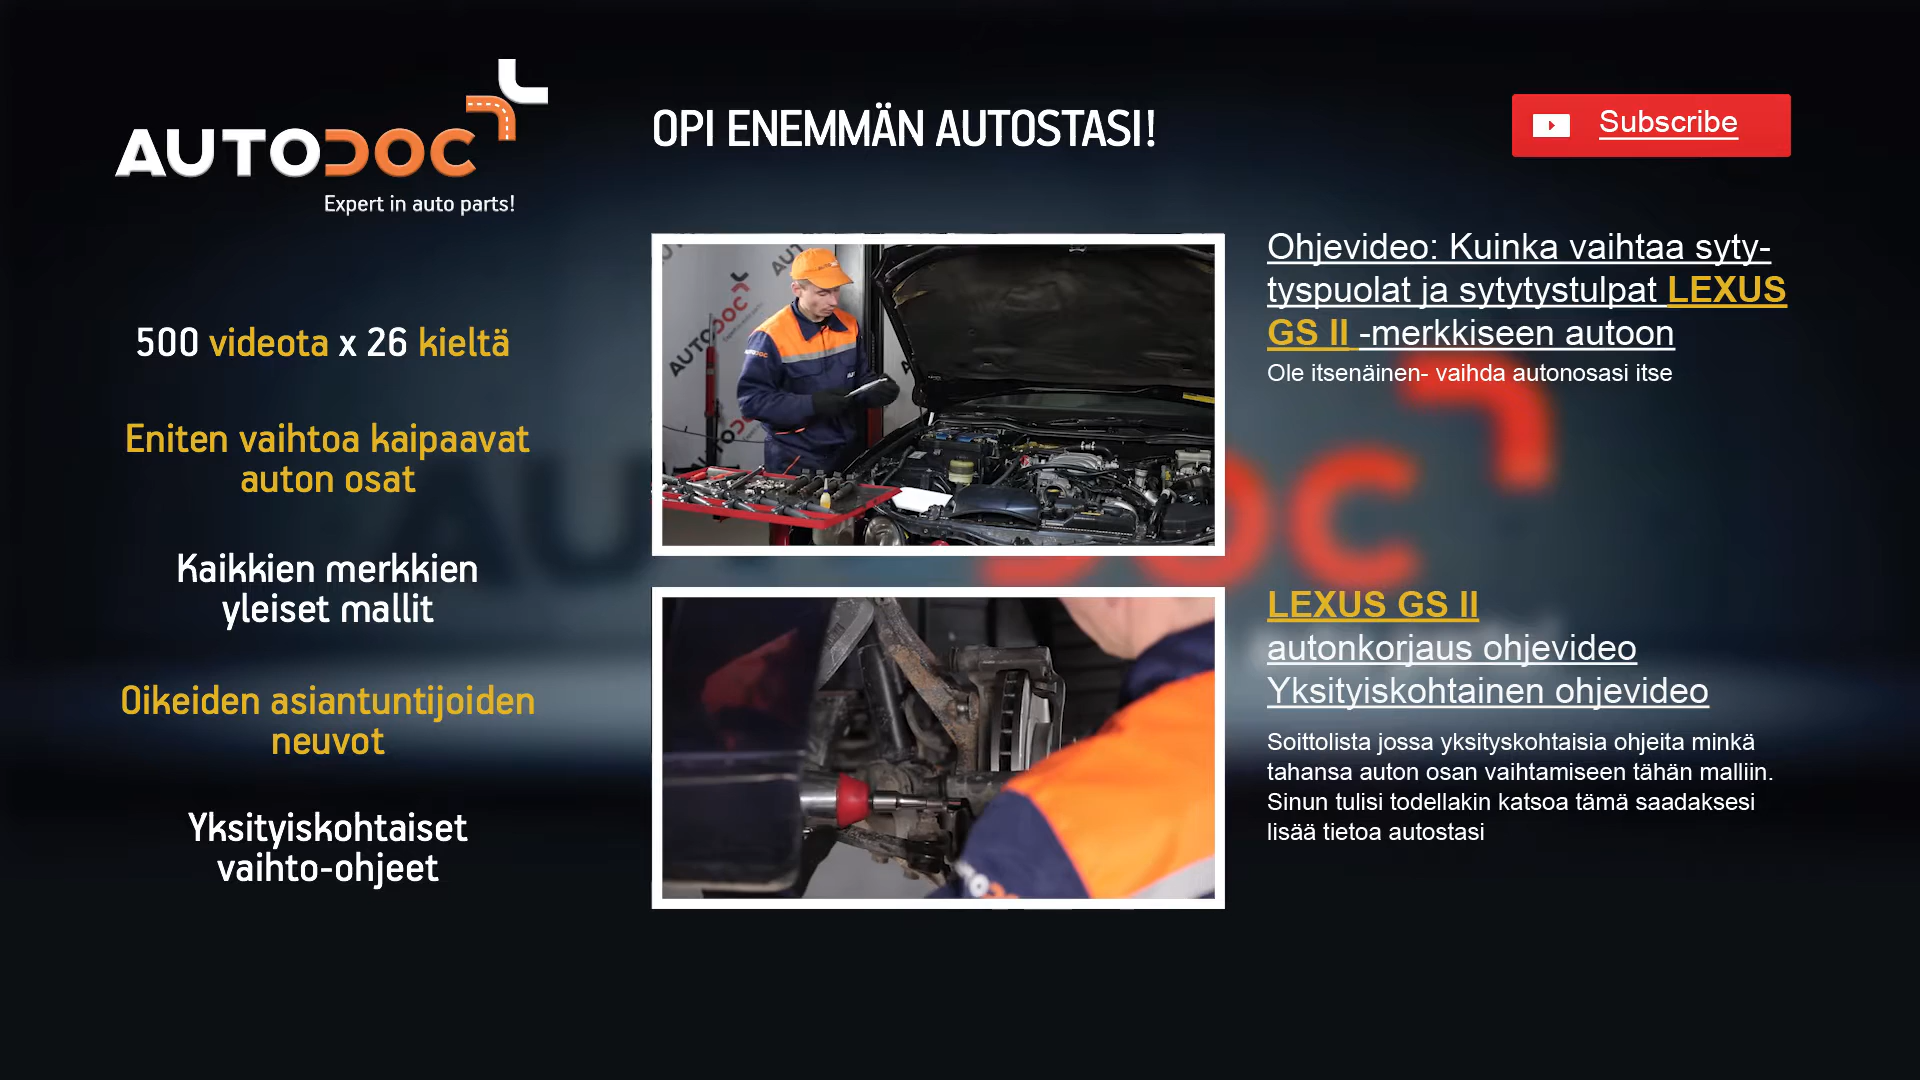 AUTODOC
Expert in auto parts!
OPI ENEMMÄN AUTOSTASI!
Subscribe
500 videota x 26 kieltä
Eniten vaihtoa kaipaavat
auton osat
Kaikkien merkkien
yleiset mallit
Oikeiden asiantuntijoiden
neuvot
Yksityiskohtaiset
vaihto-ohjeet
AUTODOC
Ohjevideo: Kuinka vaihtaa syty-
tyspuolat ja sytytystulpat LEXUS
GS II -merkkiseen autoon
Ole itsenäinen- vaihda autonosasi itse
LEXUS GS II
autonkorjaus ohjevideo
Yksityiskohtainen ohjevideo
Soittolista jossa yksityskohtaisia ohjeita minkä
tahansa auton osan vaihtamiseen tähän malliin.
Sinun tulisi todellakin katsoa tämä saadaksesi
lisää tietoa autostasi